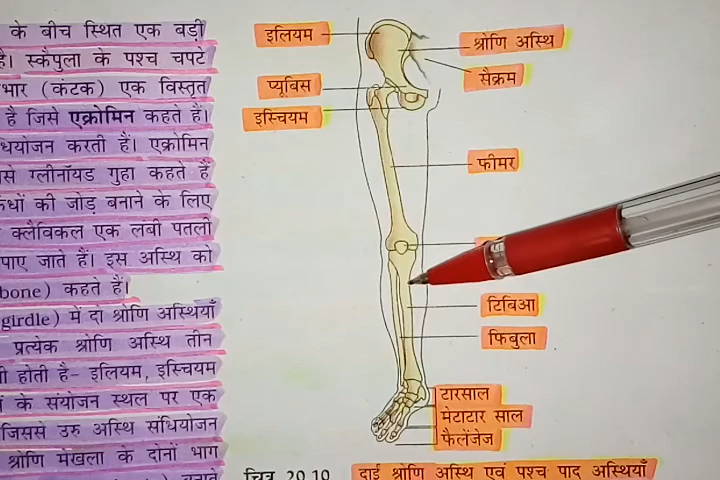 के बीच स्थित एक बड़ी
है। स्कैपुला के पश्च चपटे
भार (कंटक) एक विस्तृत
है जिसे एक्रोमिन कहते हैं।
धियोजन करती हैं। एक्रोमिन
से ग्लीनॉयड गुहा कहते हैं
कंधों की जोड़ बनाने के लिए
क्लैविकल एक लंबी पतली
पाए जाते हैं। इस अस्थि को
bone) कहते हैं।
girdle) में दो श्रोणि अस्थियाँ
प्रत्येक श्रोणि अस्थि तीन
होती है- इलियम, इस्चियम
के संयोजन स्थल पर एक
जिससे उरु अस्थि संधियोजन
श्रोणि मेखला के दोनों भाग
इलियम
श्रोणि अस्थि
सैक्रम
प्यूबिस
इस्चियम
फीमर
टिबिआ
फिबुला
टारसाल
मेटाटार साल
फैलेंजेज
चित्र 20.10 दाईं श्रोणि अस्थि एवं पश्च पाद अस्थियाँ